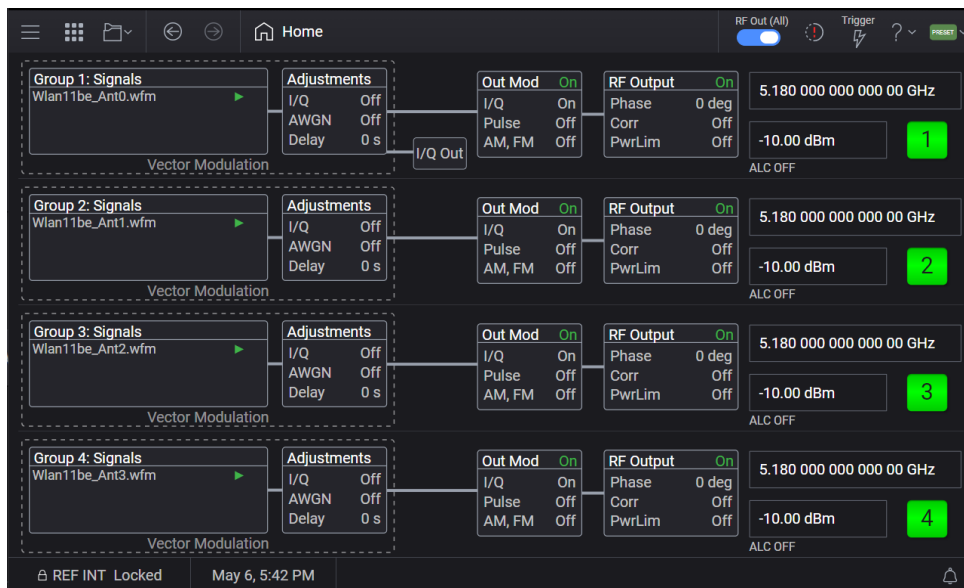 Home
RF Out (All)
Trigger
?
PRESET
Group 1: Signals
Wlan11be_Ant0.wfm
Vector Modulation
Adjustments
I/Q Off
AWGN Off
Delay 0 s
I/Q Out
Out Mod On
I/Q On
Pulse Off
AM, FM Off
RF Output On
Phase 0 deg
Corr Off
PwrLim Off
5.180 000 000 000 00 GHz
-10.00 dBm
1
ALC OFF
Group 2: Signals
Wlan11be_Ant1.wfm
Vector Modulation
Adjustments
I/Q Off
AWGN Off
Delay 0 s
Out Mod On
I/Q On
Pulse Off
AM, FM Off
RF Output On
Phase 0 deg
Corr Off
PwrLim Off
5.180 000 000 000 00 GHz
-10.00 dBm
2
ALC OFF
Group 3: Signals
Wlan11be_Ant2.wfm
Vector Modulation
Adjustments
I/Q Off
AWGN Off
Delay 0 s
Out Mod On
I/Q On
Pulse Off
AM, FM Off
RF Output On
Phase 0 deg
Corr Off
PwrLim Off
5.180 000 000 000 00 GHz
-10.00 dBm
3
ALC OFF
Group 4: Signals
Wlan11be_Ant3.wfm
Vector Modulation
Adjustments
I/Q Off
AWGN Off
Delay 0 s
Out Mod On
I/Q On
Pulse Off
AM, FM Off
RF Output On
Phase 0 deg
Corr Off
PwrLim Off
5.180 000 000 000 00 GHz
-10.00 dBm
4
ALC OFF
REF INT Locked
May 6, 5:42 PM